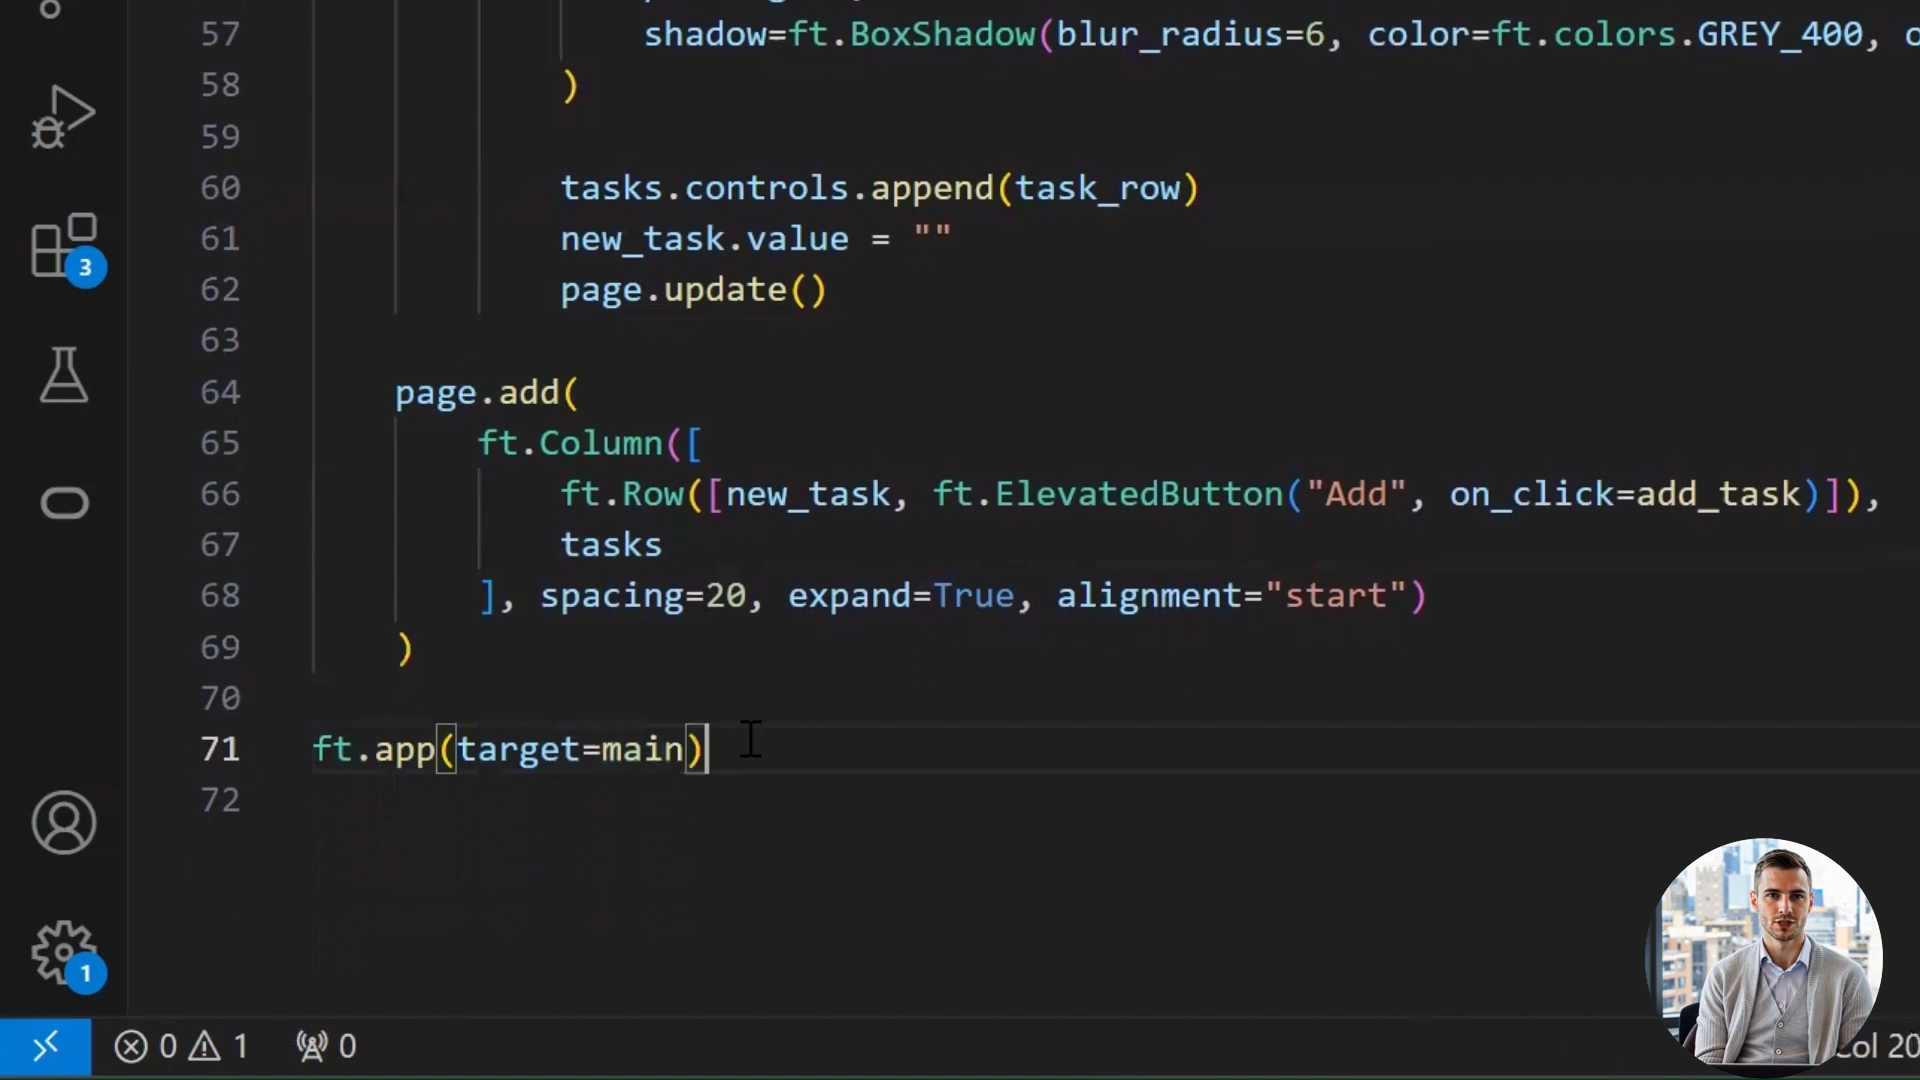 57 shadow=ft.BoxShadow(blur_radius=6, color=ft.colors.GREY_400, o
58 )
59
60 tasks.controls.append(task_row)
61 new_task.value = ""
62 page.update()
63
64 page.add(
65 ft.Column([
66 ft.Row([new_task, ft.ElevatedButton("Add", on_click=add_task)]),
67 tasks
68 ], spacing=20, expand=True, alignment="start")
69 )
70
71 ft.app(target=main)
72
3
1
0 1 0
Col 20